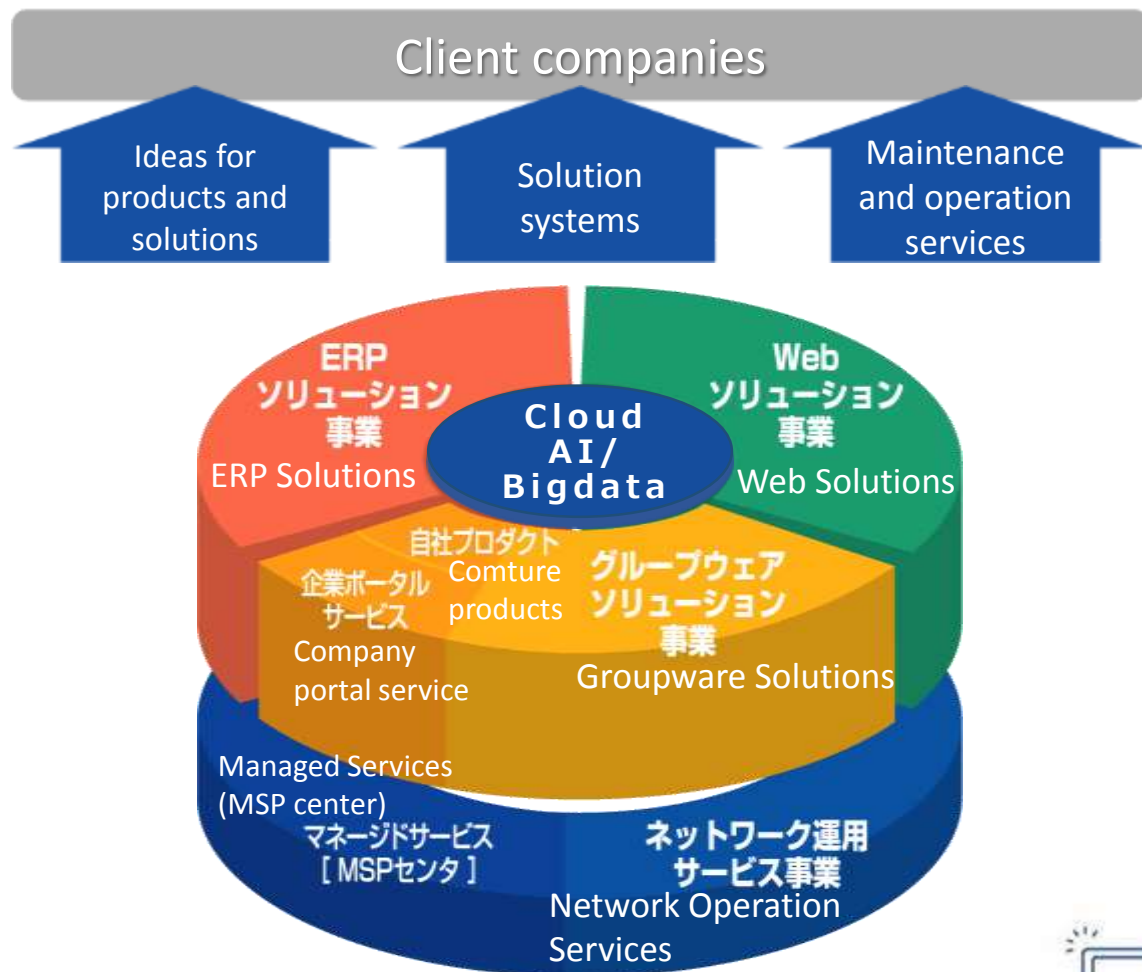 Client companies
Ideas for
products and
solutions
Solution
systems
Maintenance
and operation
services
ERP
ソリューション
事業
ERP Solutions
Web
ソリューション
事業
Web Solutions
Cloud
AI/
Bigdata
自社プロダクト
Comture
products
企業ポータル
サービス
Company
portal service
グループウェア
ソリューション
事業
Groupware Solutions
Managed Services
(MSP center)
マネージドサービス
[ MSPセンタ ]
ネットワーク運用
サービス事業
Network Operation
Services